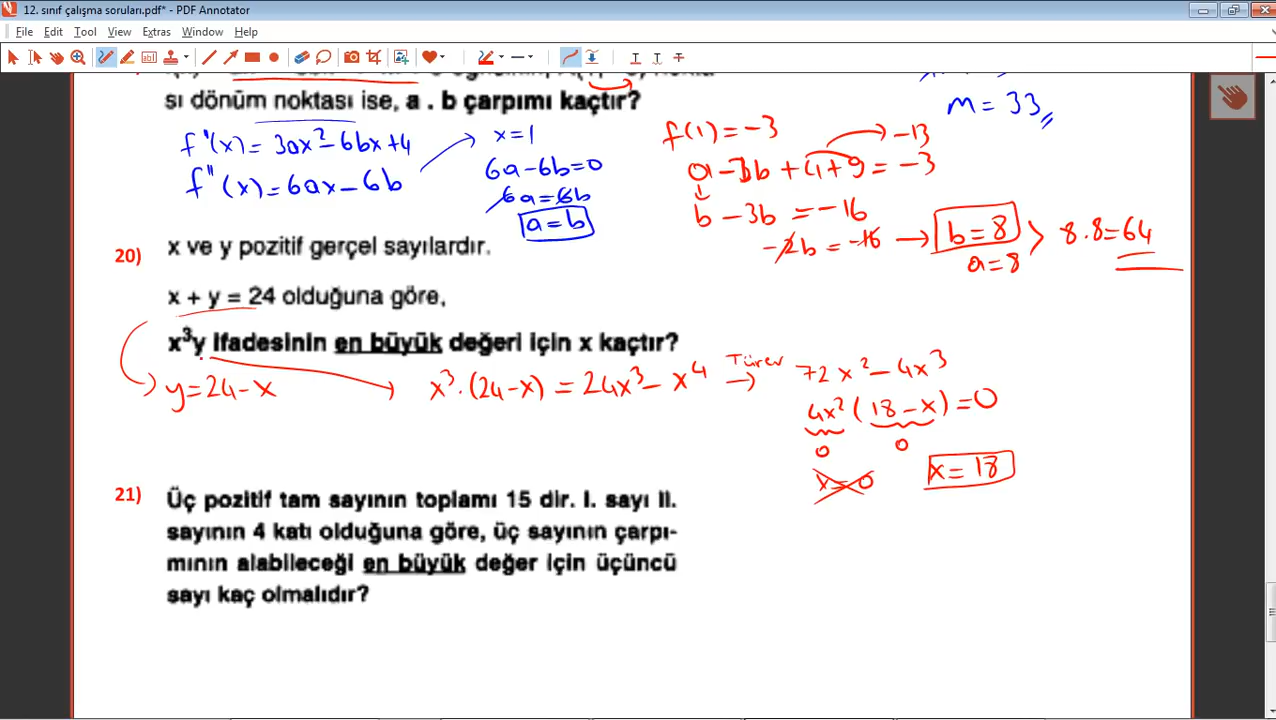 12. sınıf çalışma soruları.pdf* - PDF Annotator
File Edit Tool View Extras Window Help
sı dönüm noktası ise, a . b çarpımı kaçtır?
m = 33
f'(x) = 3ax² - 6bx + 4
f''(x) = 6ax - 6b
x = 1
6a - 6b = 0
6a = 6b
a = b
f(1) = -3
-13
a - 3b + 4 + 9 = -3
b - 3b = -16
-2b = -16
b = 8
a = 8
8.8 = 64
20)
x ve y pozitif gerçel sayılardır.
x + y = 24 olduğuna göre,
x³y ifadesinin en büyük değeri için x kaçtır?
y = 24 - x
x³.(24 - x) = 24x³ - x⁴
Türev
72x² - 4x³
4x²(18 - x) = 0
0 0
x = 0 x = 18
21)
Üç pozitif tam sayının toplamı 15 dir. I. sayı II.
sayının 4 katı olduğuna göre, üç sayının çarpı-
mının alabileceği en büyük değer için üçüncü
sayı kaç olmalıdır?